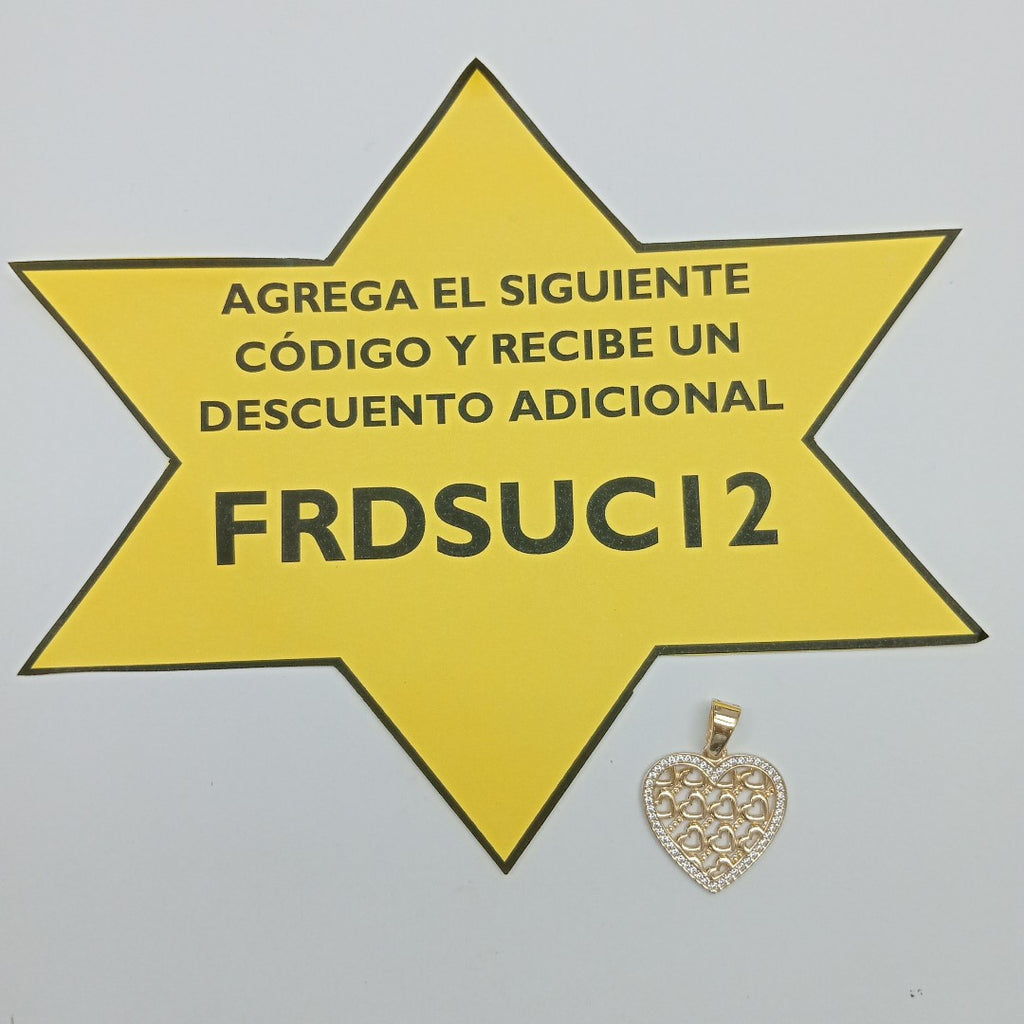 AGREGA EL SIGUIENTE
CÓDIGO Y RECIBE UN
DESCUENTO ADICIONAL
FRDSUC12